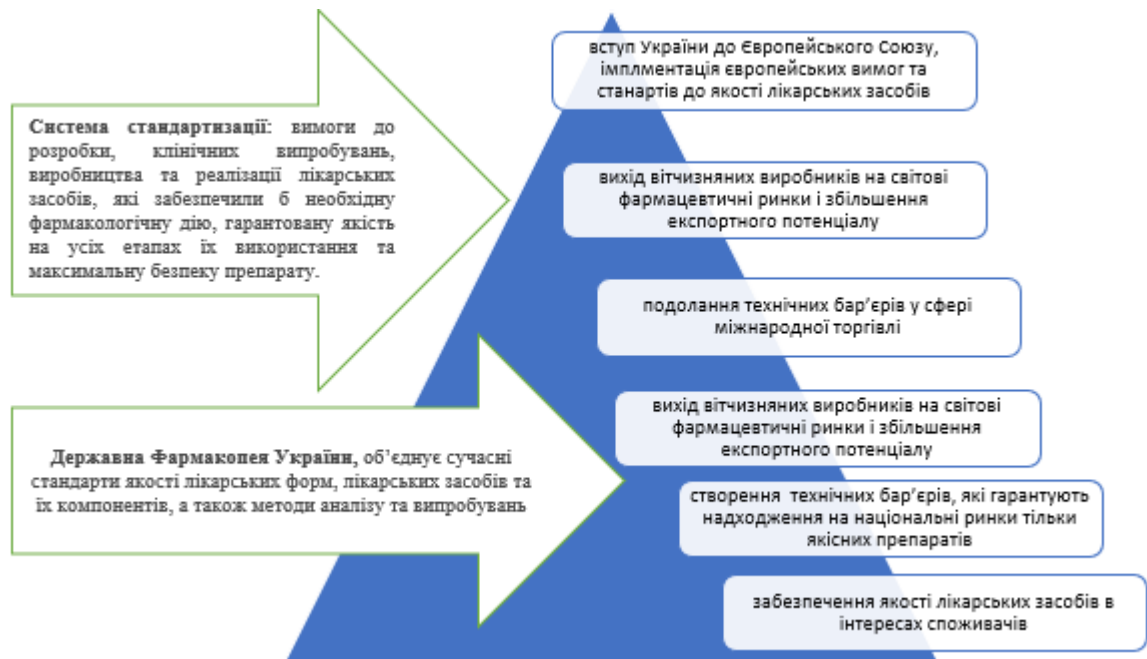 Система стандартизації: вимоги до
розробки, клінічних випробувань,
виробництва та реалізації лікарських
засобів, які забезпечили б необхідну
фармакологічну дію, гарантовану якість
на усіх етапах їх використання та
максимальну безпеку препарату.
Державна Фармакопея України, об’єднує сучасні
стандарти якості лікарських форм, лікарських засобів та
їх компонентів, а також методи аналізу та випробувань
вступ України до Європейського Союзу,
імплментація європейських вимог та
станартів до якості лікарських засобів
вихід вітчизняних виробників на світові
фармацевтичні ринки і збільшення
експортного потенціалу
подолання технічних бар’єрів у сфері
міжнародної торгівлі
вихід вітчизняних виробників на світові
фармацевтичні ринки і збільшення
експортного потенціалу
створення технічних бар’єрів, які гарантують
надходження на національні ринки тільки
якісних препаратів
забезпечення якості лікарських засобів в
інтересах споживачів